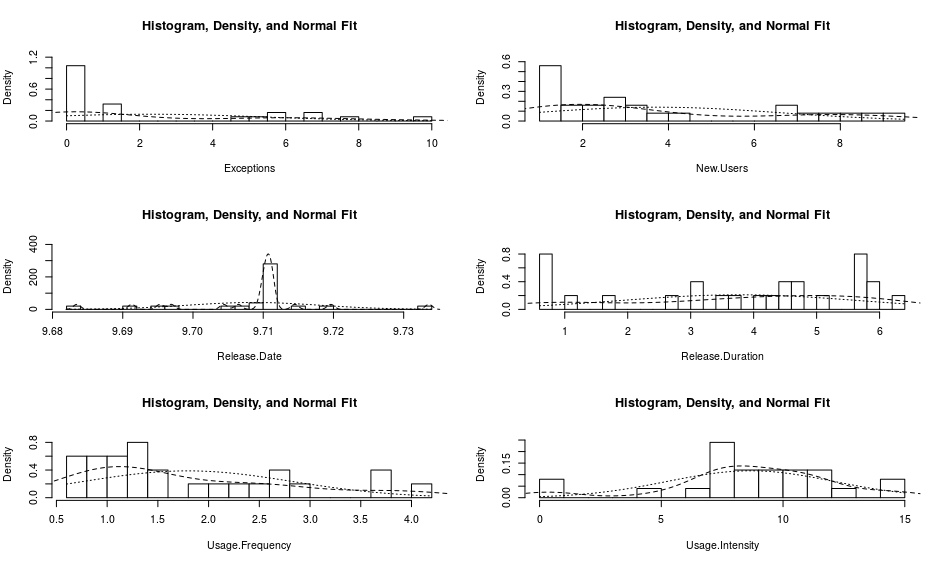 Histogram, Density, and Normal Fit
Density
0.0 0.6 1.2
0 2 4 6 8 10
Exceptions
Histogram, Density, and Normal Fit
Density
0.0 0.3 0.6
2 4 6 8
New.Users
Histogram, Density, and Normal Fit
Density
0 200 400
9.68 9.69 9.70 9.71 9.72 9.73
Release.Date
Histogram, Density, and Normal Fit
Density
0.0 0.4 0.8
1 2 3 4 5 6
Release.Duration
Histogram, Density, and Normal Fit
Density
0.0 0.4 0.8
0.5 1.0 1.5 2.0 2.5 3.0 3.5 4.0
Usage.Frequency
Histogram, Density, and Normal Fit
Density
0.00 0.15
0 5 10 15
Usage.Intensity